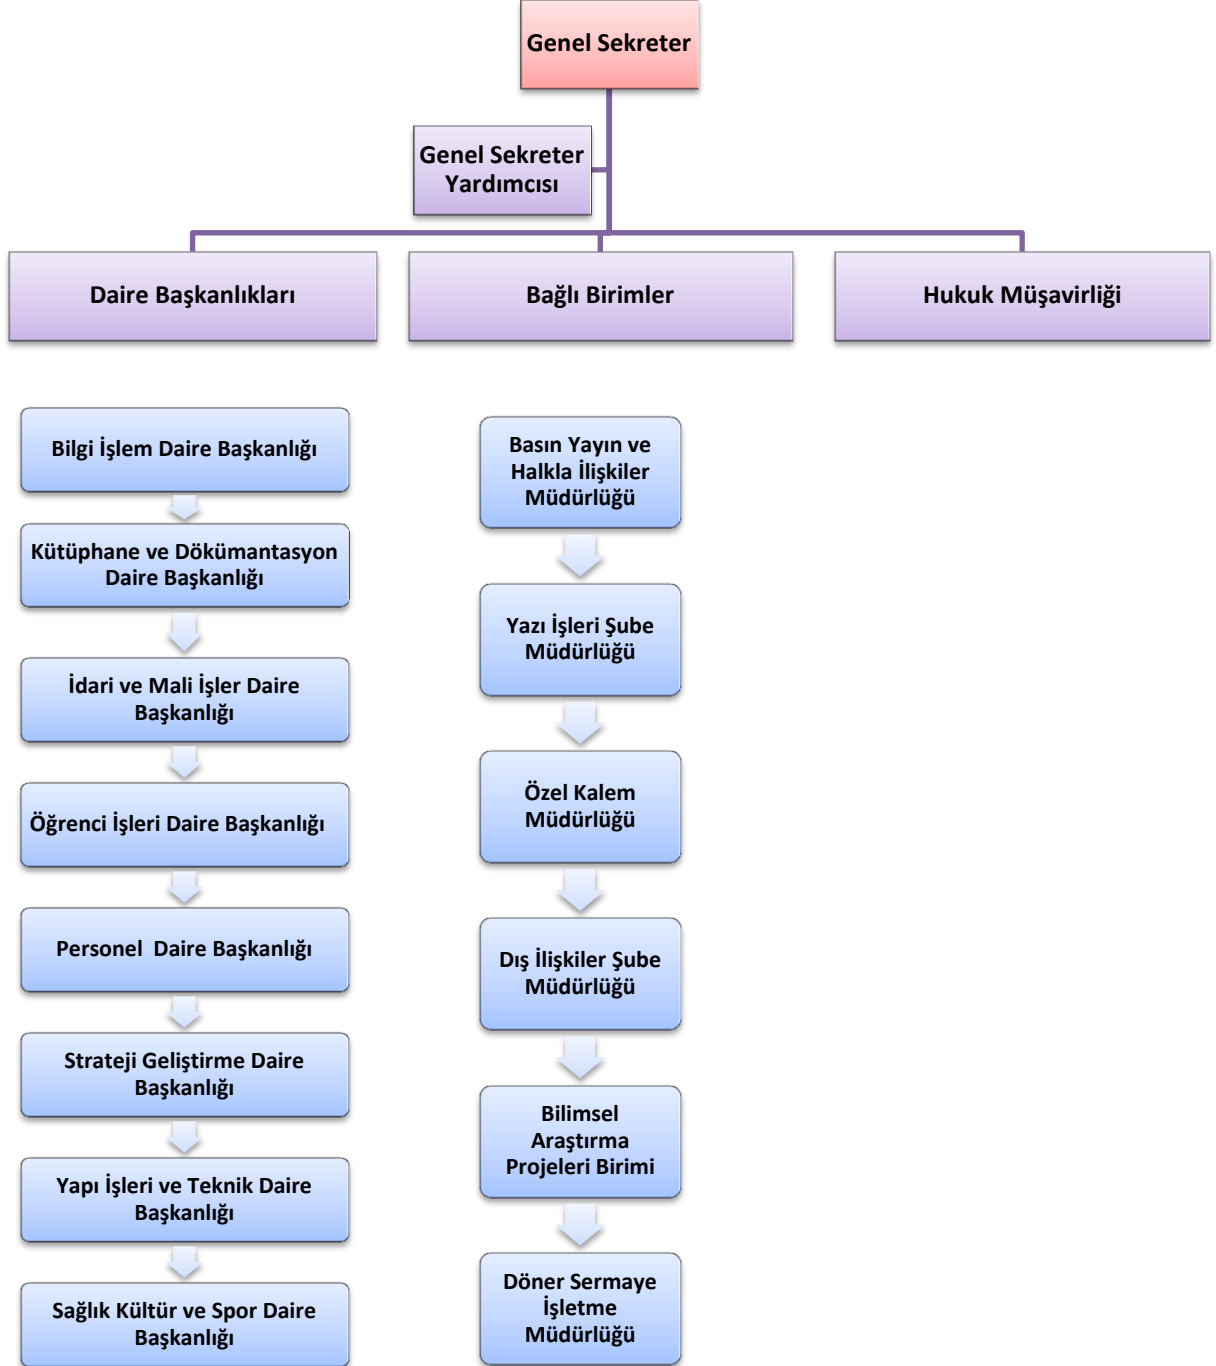 Genel Sekreter
Genel Sekreter
Yardımcısı
Daire Başkanlıkları
Bağlı Birimler
Hukuk Müşavirliği
Bilgi İşlem Daire Başkanlığı
Kütüphane ve Dökümantasyon
Daire Başkanlığı
İdari ve Mali İşler Daire
Başkanlığı
Öğrenci İşleri Daire Başkanlığı
Personel  Daire Başkanlığı
Strateji Geliştirme Daire
Başkanlığı
Yapı İşleri ve Teknik Daire
Başkanlığı
Sağlık Kültür ve Spor Daire
Başkanlığı
Basın Yayın ve
Halkla İlişkiler
Müdürlüğü
Yazı İşleri Şube
Müdürlüğü
Özel Kalem
Müdürlüğü
Dış İlişkiler Şube
Müdürlüğü
Bilimsel
Araştırma
Projeleri Birimi
Döner Sermaye
İşletme
Müdürlüğü